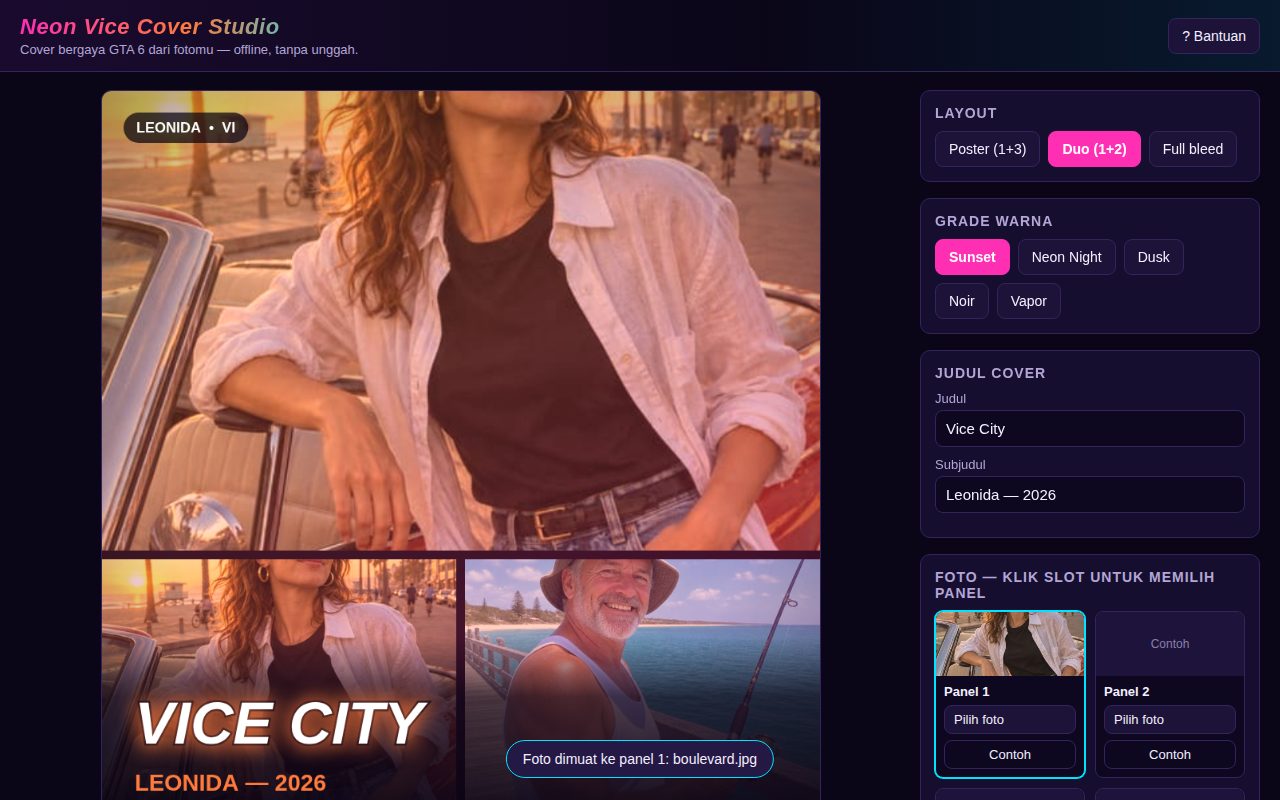 Neon Vice Cover Studio
Cover bergaya GTA 6 dari fotomu — offline, tanpa unggah.
? Bantuan
LEONIDA • VI
VICE CITY
LEONIDA — 2026
Foto dimuat ke panel 1: boulevard.jpg
LAYOUT
Poster (1+3)
Duo (1+2)
Full bleed
GRADE WARNA
Sunset
Neon Night
Dusk
Noir
Vapor
JUDUL COVER
Judul
Vice City
Subjudul
Leonida — 2026
FOTO — KLIK SLOT UNTUK MEMILIH
PANEL
Contoh
Panel 1
Panel 2
Pilih foto
Pilih foto
Contoh
Contoh